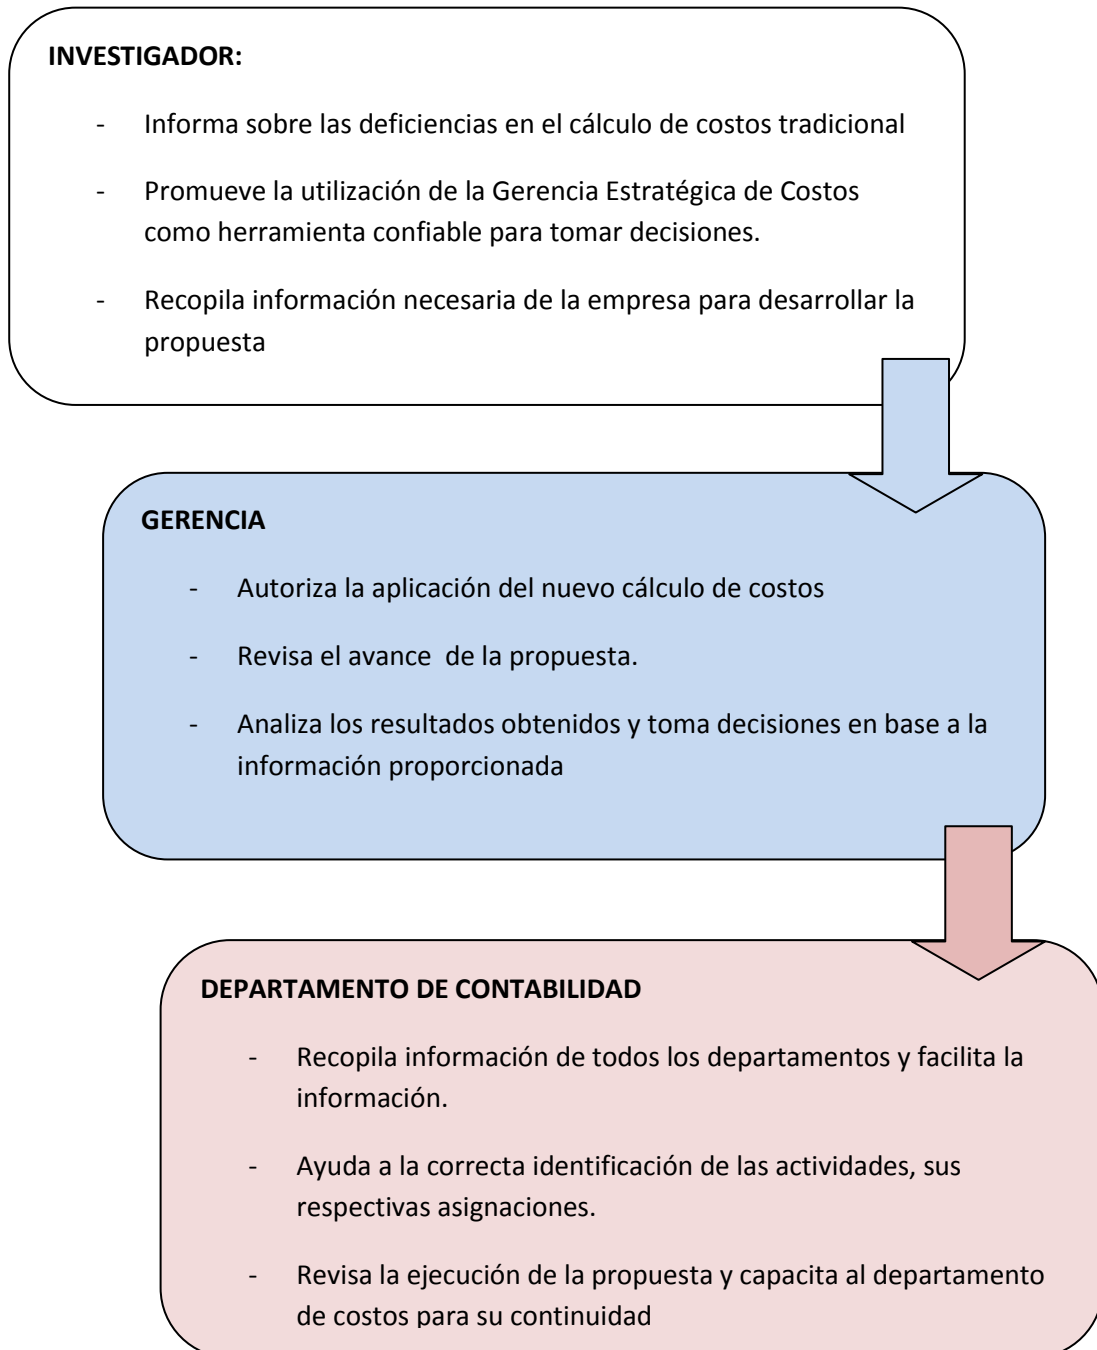 INVESTIGADOR:
- Informa sobre las deficiencias en el cálculo de costos tradicional
- Promueve la utilización de la Gerencia Estratégica de Costos
como herramienta confiable para tomar decisiones.
- Recopila información necesaria de la empresa para desarrollar la
propuesta
GERENCIA
- Autoriza la aplicación del nuevo cálculo de costos
- Revisa el avance  de la propuesta.
- Analiza los resultados obtenidos y toma decisiones en base a la
información proporcionada
DEPARTAMENTO DE CONTABILIDAD
- Recopila información de todos los departamentos y facilita la
información.
- Ayuda a la correcta identificación de las actividades, sus
respectivas asignaciones.
- Revisa la ejecución de la propuesta y capacita al departamento
de costos para su continuidad